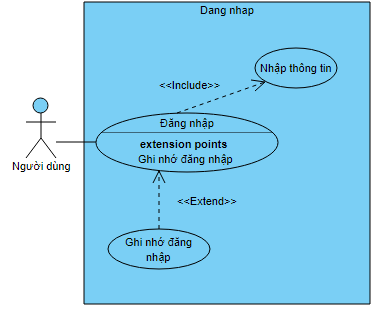 Dang nhap
Nhập thông tin
<<Include>>
Đăng nhập
extension points
Ghi nhớ đăng nhập
Người dùng
<<Extend>>
Ghi nhớ đăng
nhập